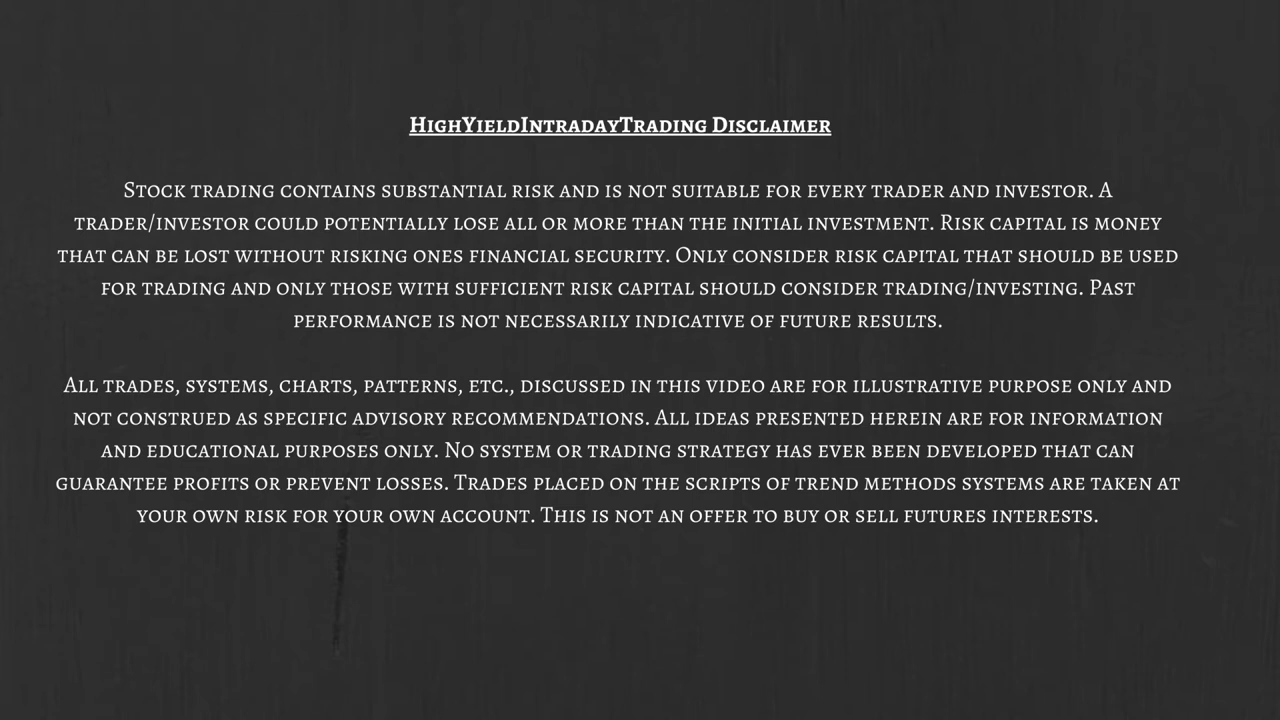 HighYieldIntradayTrading Disclaimer
Stock trading contains substantial risk and is not suitable for every trader and investor. A
trader/investor could potentially lose all or more than the initial investment. Risk capital is money
that can be lost without risking ones financial security. Only consider risk capital that should be used
for trading and only those with sufficient risk capital should consider trading/investing. Past
performance is not necessarily indicative of future results.
All trades, systems, charts, patterns, etc., discussed in this video are for illustrative purpose only and
not construed as specific advisory recommendations. All ideas presented herein are for information
and educational purposes only. No system or trading strategy has ever been developed that can
guarantee profits or prevent losses. Trades placed on the scripts of trend methods systems are taken at
your own risk for your own account. This is not an offer to buy or sell futures interests.